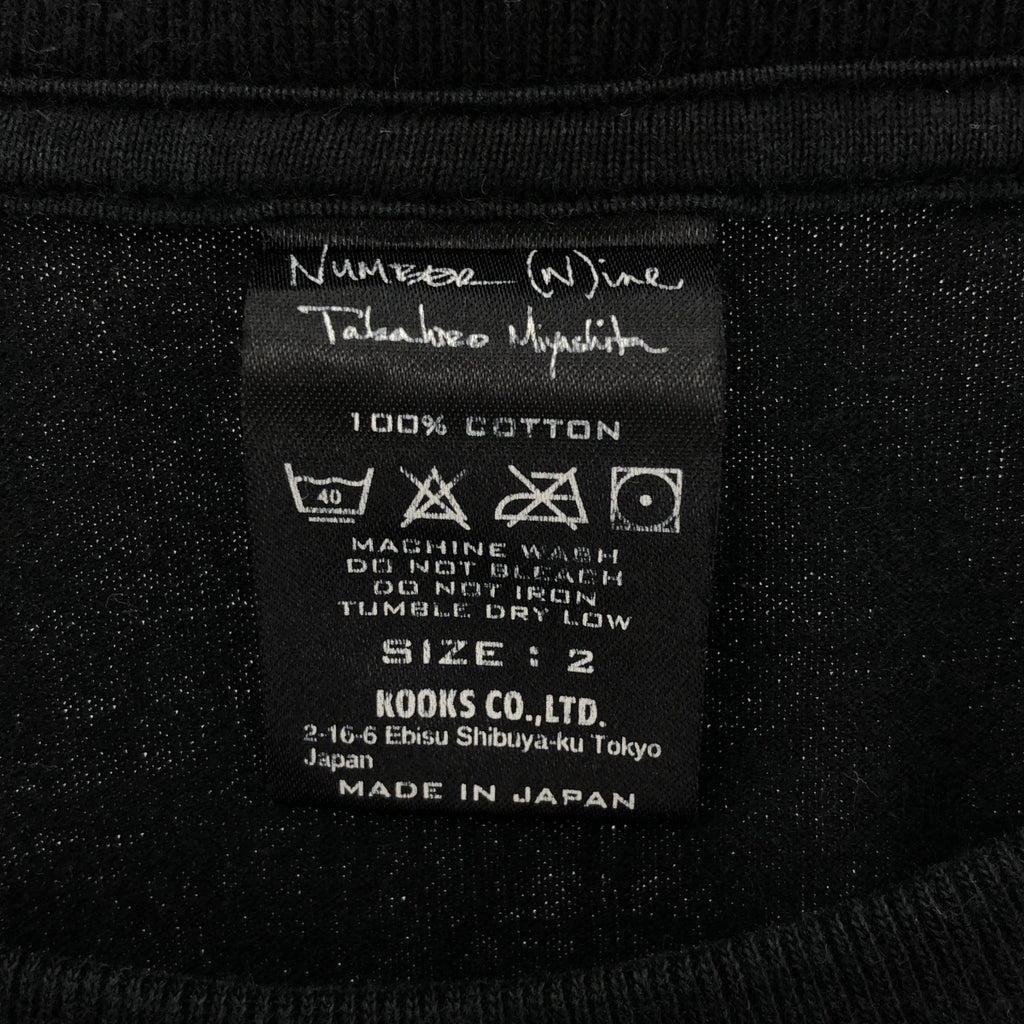 NUMBER (N)ine
Takahiro Miyashita
100% COTTON
40
MACHINE WASH
DO NOT BLEACH
DO NOT IRON
TUMBLE DRY LOW
SIZE : 2
KOOKS CO.,LTD.
2-16-6 Ebisu Shibuya-ku Tokyo
Japan
MADE IN JAPAN